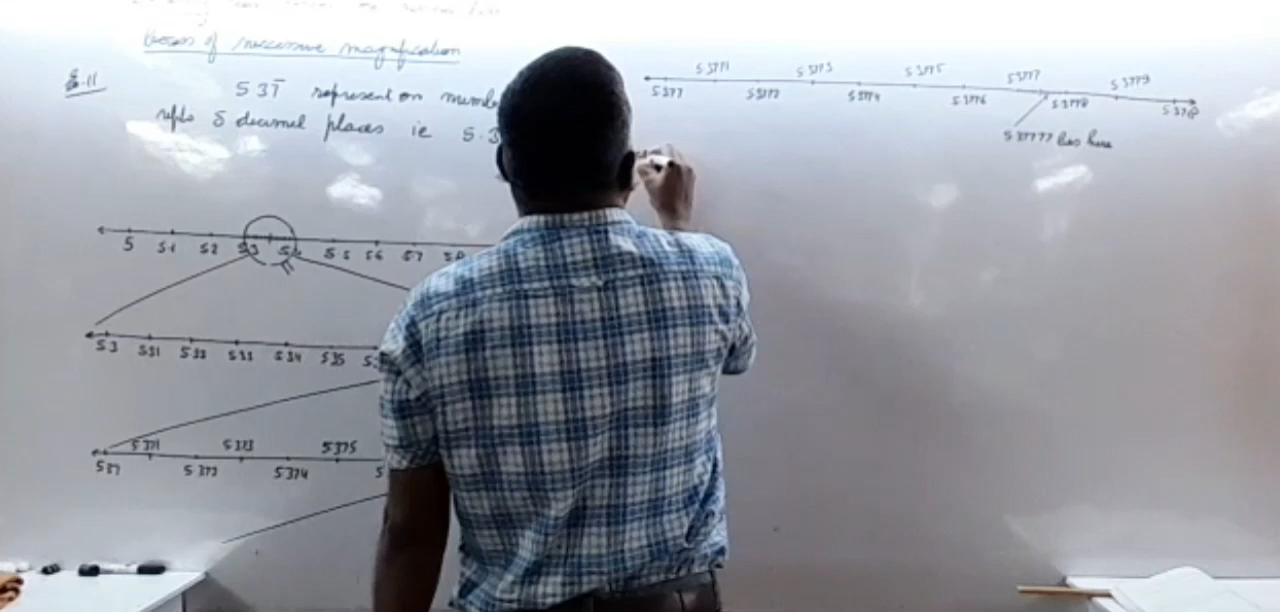 Process of successive magnification
E.g. 11
5.37̅ represent on number
upto 5 decimal places ie 5.3
5 5.1 5.2 5.3 5.4 5.5 5.6 5.7 5.8
5.3 5.31 5.32 5.33 5.34 5.35
5.371 5.373 5.375
5.37 5.372 5.374 5
5.3771 5.3773 5.3775 5.3777 5.3779
5.377 5.3772 5.3774 5.3776 5.3778 5.378
5.37777 lies here